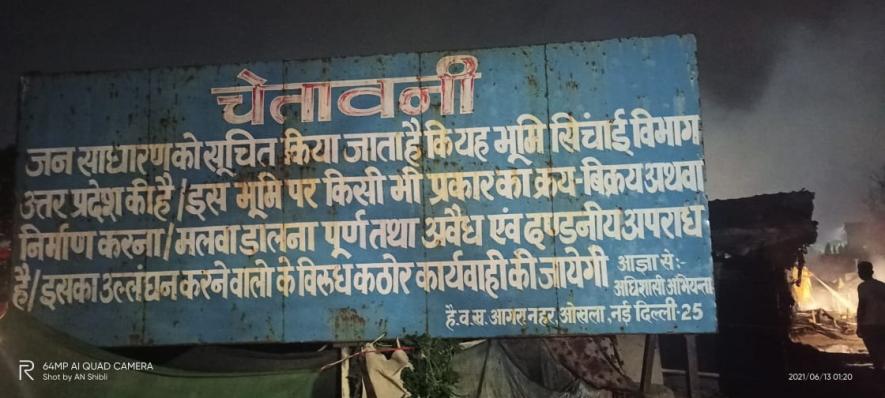 चेतावनी
जन साधारण को सूचित किया जाता है कि यह भूमि सिंचाई विभाग
उत्तर प्रदेश की है/इस भूमि पर किसी भी प्रकार का क्रय-बिक्रय अथवा
निर्माण करना/मलवा डालना पूर्ण तथा अवैध एंव दण्डनीय अपराध
है/इसका उल्लंघन करने वालो के विरूध कठोर कार्यवाही की जायेगी
आज्ञा से:-
अधिशासी अभियन्ता
है.व.स. आगरा नहर, ओखला, नई दिल्ली-25
64MP AI QUAD CAMERA
Shot by AN Shibli
2021/06/13 01:20